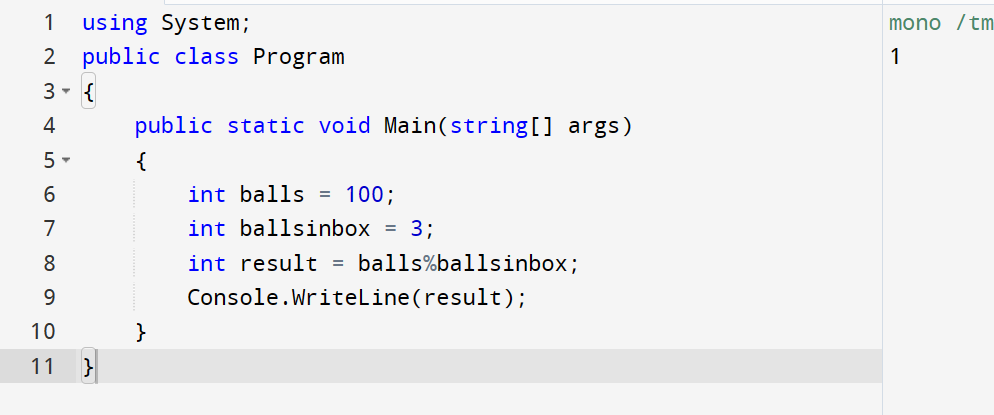 1 using System;
2 public class Program
3 {
4 public static void Main(string[] args)
5 {
6 int balls = 100;
7 int ballsinbox = 3;
8 int result = balls%ballsinbox;
9 Console.WriteLine(result);
10 }
11 }
mono /tm
1